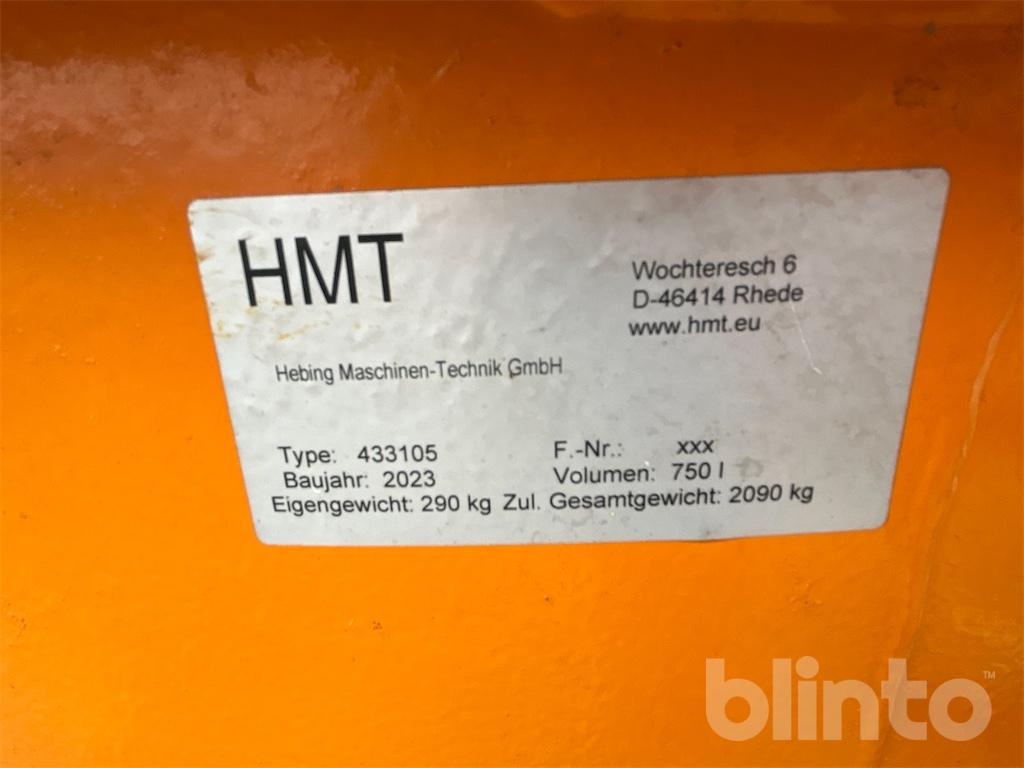 HMT
Wochteresch 6
D-46414 Rhede
www.hmt.eu
Hebing Maschinen-Technik GmbH
Type: 433105 F.-Nr.: xxx
Baujahr: 2023 Volumen: 750 l
Eigengewicht: 290 kg Zul. Gesamtgewicht: 2090 kg
blinto™